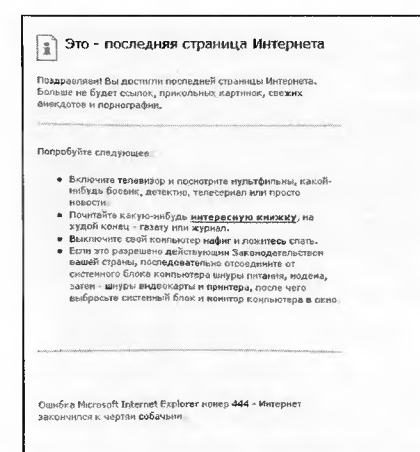 Это - последняя страница Интернета
Поздравляем! Вы достигли последней страницы Интернета.
Больше не будет ссылок, прикольных картинок, свежих
анекдотов и порнографии.
Попробуйте следующее:
• Включите телевизор и посмотрите мультфильмы, какой-
нибудь боевик, детектив, телесериал или просто
новости.
• Почитайте какую-нибудь интересную книжку, на
худой конец - газету или журнал.
• Выключите свой компьютер нафиг и ложитесь спать.
• Если это разрешено действующим Законодательством
вашей страны, последовательно отсоедините от
системного блока компьютера шнуры питания, модема,
затем - шнуры видеокарты и принтера, после чего
выбросьте системный блок и монитор компьютера в окно.
Ошибка Microsoft Internet Explorer номер 444 - Интернет
закончился к чертям собачьим